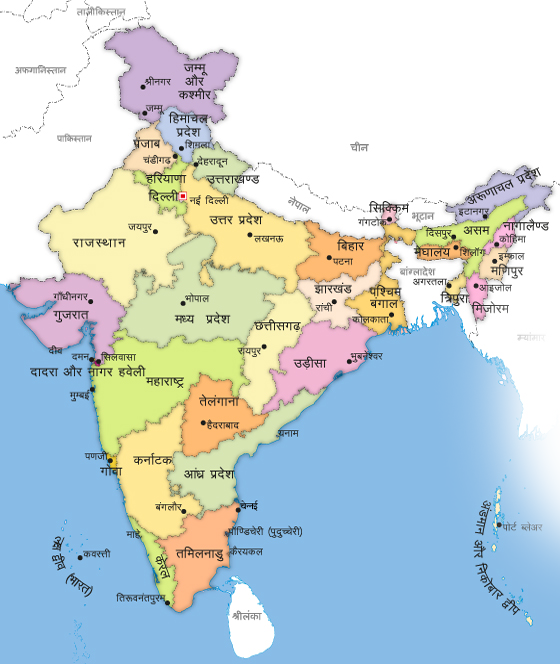 ताजीकिस्तान
अफगानिस्तान
श्रीनगर
जम्मू
और
कश्मीर
जम्मू
हिमाचल
प्रदेश
पाकिस्तान
पंजाब
शिमला
चीन
चंडीगढ़
देहरादून
हरियाणा
उत्तराखण्ड
अरुणाचल प्रदेश
दिल्ली
नई दिल्ली
नेपाल
सिक्किम
गंगटोक
भूटान
इटानगर
उत्तर प्रदेश
जयपुर
लखनऊ
दिसपुर
असम
नागालैण्ड
कोहिमा
राजस्थान
बिहार
पटना
मेघालय
शिलांग
इम्फाल
मणिपुर
बांग्लादेश
गाँधीनगर
गुजरात
भोपाल
मध्य प्रदेश
झारखंड
रांची
पश्चिम
बंगाल
कोलकाता
अगरतला
त्रिपुरा
आइजोल
मिजोरम
छत्तीसगढ़
रायपुर
म्यानमार
दीव
दमन
सिलवासा
दादरा और नागर हवेली
महाराष्ट्र
उड़ीसा
भुबनेश्वर
मुम्बई
तेलंगाना
हैदराबाद
यनाम
पणजी
गोवा
कर्नाटक
आंध्र प्रदेश
बंगलौर
चेन्नई
माहे
पॉण्डिचेरी (पुदुच्चेरी)
कैरयकल
तमिलनाडु
केरल
कवरत्ती
द्वीप (भारत)
तिरूवनंतपुरम
श्रीलंका
पोर्ट ब्लेअर
अंडमान और निकोबार द्वीप